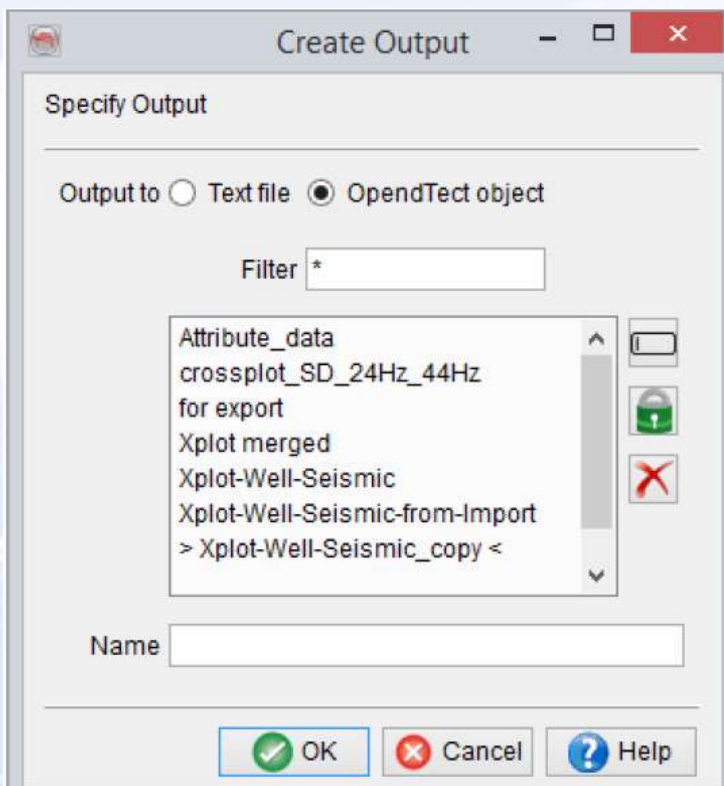 Create Output
Specify Output
Output to Text file OpendTect object
Filter *
Attribute_data
crossplot_SD_24Hz_44Hz
for export
Xplot merged
Xplot-Well-Seismic
Xplot-Well-Seismic-from-Import
> Xplot-Well-Seismic_copy <
Name
OK Cancel Help